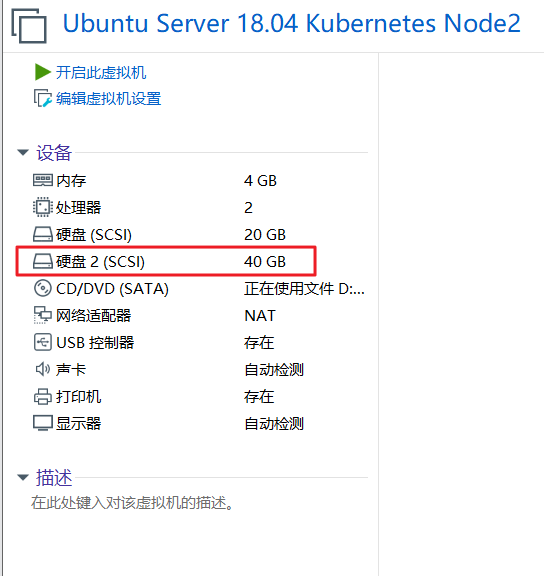 Ubuntu Server 18.04 Kubernetes Node2
开启此虚拟机
编辑虚拟机设置
设备
内存 4 GB
处理器 2
硬盘 (SCSI) 20 GB
硬盘 2 (SCSI) 40 GB
CD/DVD (SATA) 正在使用文件 D:...
网络适配器 NAT
USB 控制器 存在
声卡 自动检测
打印机 存在
显示器 自动检测
描述
在此处键入对该虚拟机的描述。